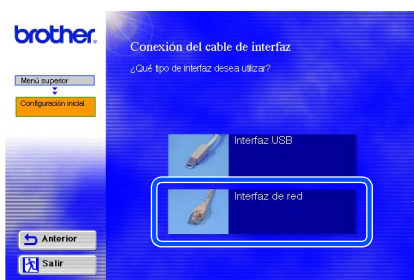 brother.
Conexión del cable de interfaz
¿Qué tipo de interfaz desea utilizar?
Menú superior
Configuración inicial
Interfaz USB
Interfaz de red
Anterior
Salir